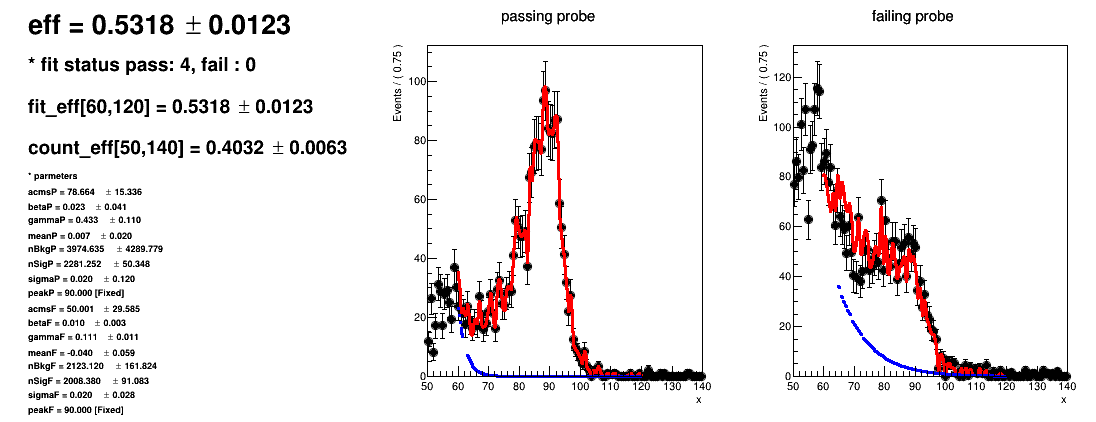 eff = 0.5318 ± 0.0123
* fit status pass: 4, fail : 0
fit_eff[60,120] = 0.5318 ± 0.0123
count_eff[50,140] = 0.4032 ± 0.0063
* parmeters
acmsP = 78.664 ± 15.336
betaP = 0.023 ± 0.041
gammaP = 0.433 ± 0.110
meanP = 0.007 ± 0.020
nBkgP = 3974.635 ± 4289.779
nSigP = 2281.252 ± 50.348
sigmaP = 0.020 ± 0.120
peakP = 90.000 [Fixed]
acmsF = 50.001 ± 29.585
betaF = 0.010 ± 0.003
gammaF = 0.111 ± 0.011
meanF = -0.040 ± 0.059
nBkgF = 2123.120 ± 161.824
nSigF = 2008.380 ± 91.083
sigmaF = 0.020 ± 0.028
peakF = 90.000 [Fixed]
passing probe
Events / ( 0.75 )
100
80
60
40
20
0
50 60 70 80 90 100 110 120 130 140
x
failing probe
Events / ( 0.75 )
120
100
80
60
40
20
0
50 60 70 80 90 100 110 120 130 140
x